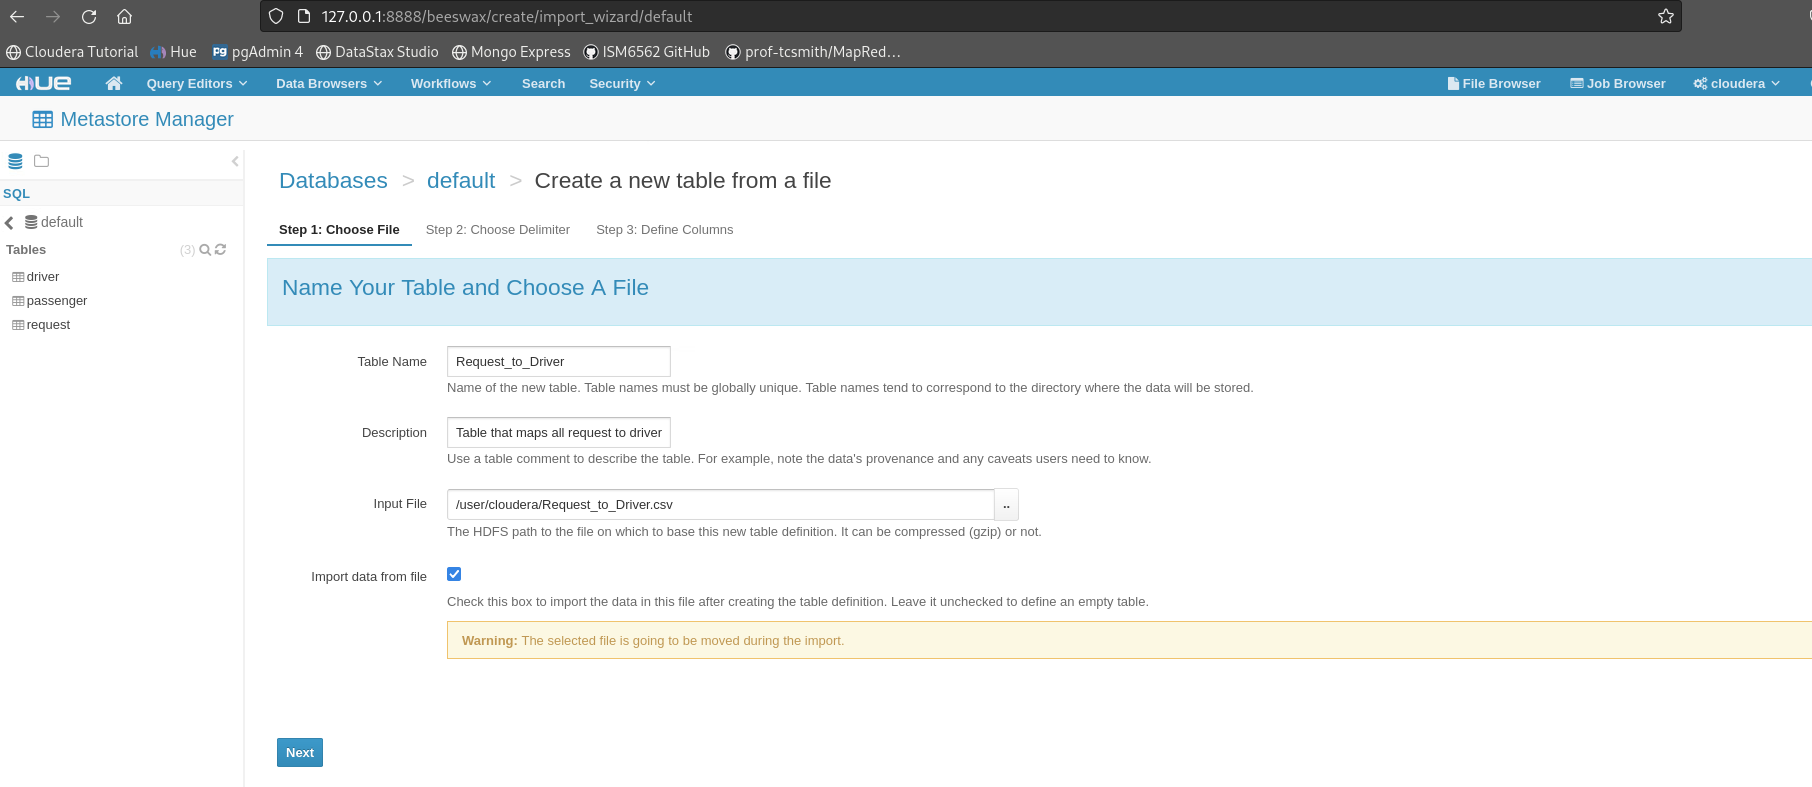 127.0.0.1:8888/beeswax/create/import_wizard/default
Cloudera Tutorial Hue pg pgAdmin 4 DataStax Studio Mongo Express ISM6562 GitHub prof-tcsmith/MapRed…
HUE Query Editors Data Browsers Workflows Search Security File Browser Job Browser cloudera
Metastore Manager
SQL
default
Tables (3)
driver
passenger
request
Databases > default > Create a new table from a file
Step 1: Choose File Step 2: Choose Delimiter Step 3: Define Columns
Name Your Table and Choose A File
Table Name Request_to_Driver
Name of the new table. Table names must be globally unique. Table names tend to correspond to the directory where the data will be stored.
Description Table that maps all request to driver
Use a table comment to describe the table. For example, note the data's provenance and any caveats users need to know.
Input File /user/cloudera/Request_to_Driver.csv ..
The HDFS path to the file on which to base this new table definition. It can be compressed (gzip) or not.
Import data from file
Check this box to import the data in this file after creating the table definition. Leave it unchecked to define an empty table.
Warning: The selected file is going to be moved during the import.
Next